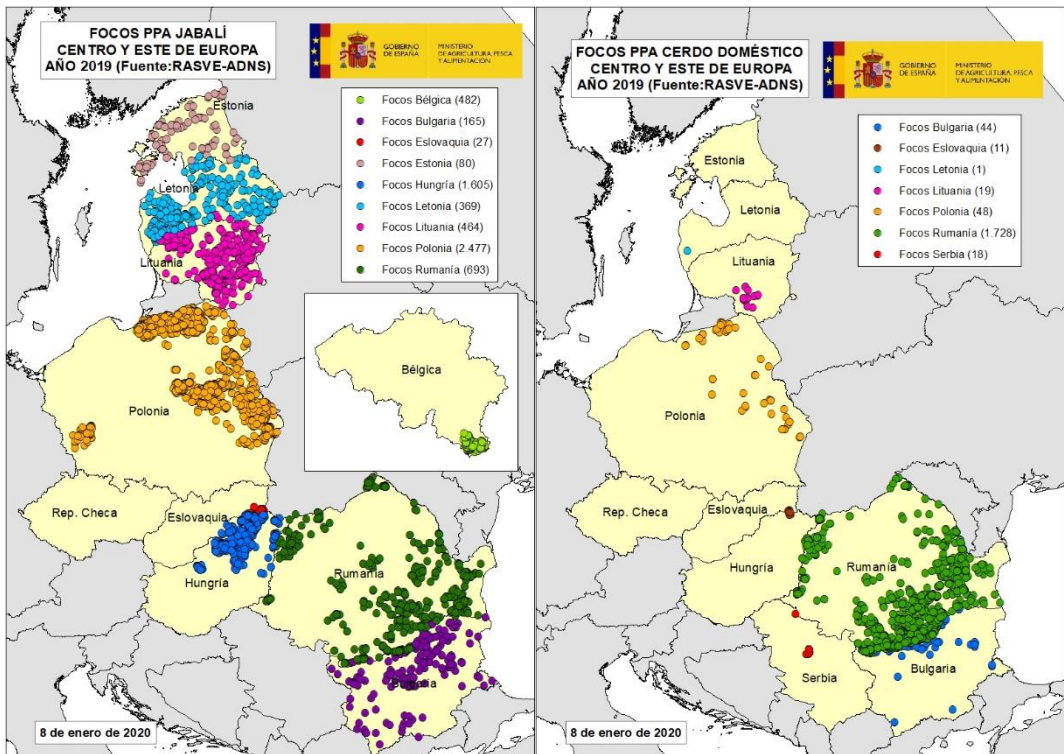 FOCOS PPA JABALÍ
CENTRO Y ESTE DE EUROPA
AÑO 2019 (Fuente:RASVE-ADNS)
GOBIERNO
DE ESPAÑA
MINISTERIO
DE AGRICULTURA, PESCA
Y ALIMENTACIÓN
Focos Bélgica (482)
Focos Bulgaria (165)
Focos Eslovaquia (27)
Focos Estonia (80)
Focos Hungría (1.605)
Focos Letonia (369)
Focos Lituania (464)
Focos Polonia (2.477)
Focos Rumanía (693)
Estonia
Letonia
Lituania
Bélgica
Polonia
Rep. Checa
Eslovaquia
Hungría
Rumanía
Bulgaria
8 de enero de 2020
FOCOS PPA CERDO DOMÉSTICO
CENTRO Y ESTE DE EUROPA
AÑO 2019 (Fuente:RASVE-ADNS)
GOBIERNO
DE ESPAÑA
MINISTERIO
DE AGRICULTURA, PESCA
Y ALIMENTACIÓN
Focos Bulgaria (44)
Focos Eslovaquia (11)
Focos Letonia (1)
Focos Lituania (19)
Focos Polonia (48)
Focos Rumanía (1.728)
Focos Serbia (18)
Estonia
Letonia
Lituania
Polonia
Rep. Checa
Eslovaquia
Hungría
Rumanía
Serbia
Bulgaria
8 de enero de 2020